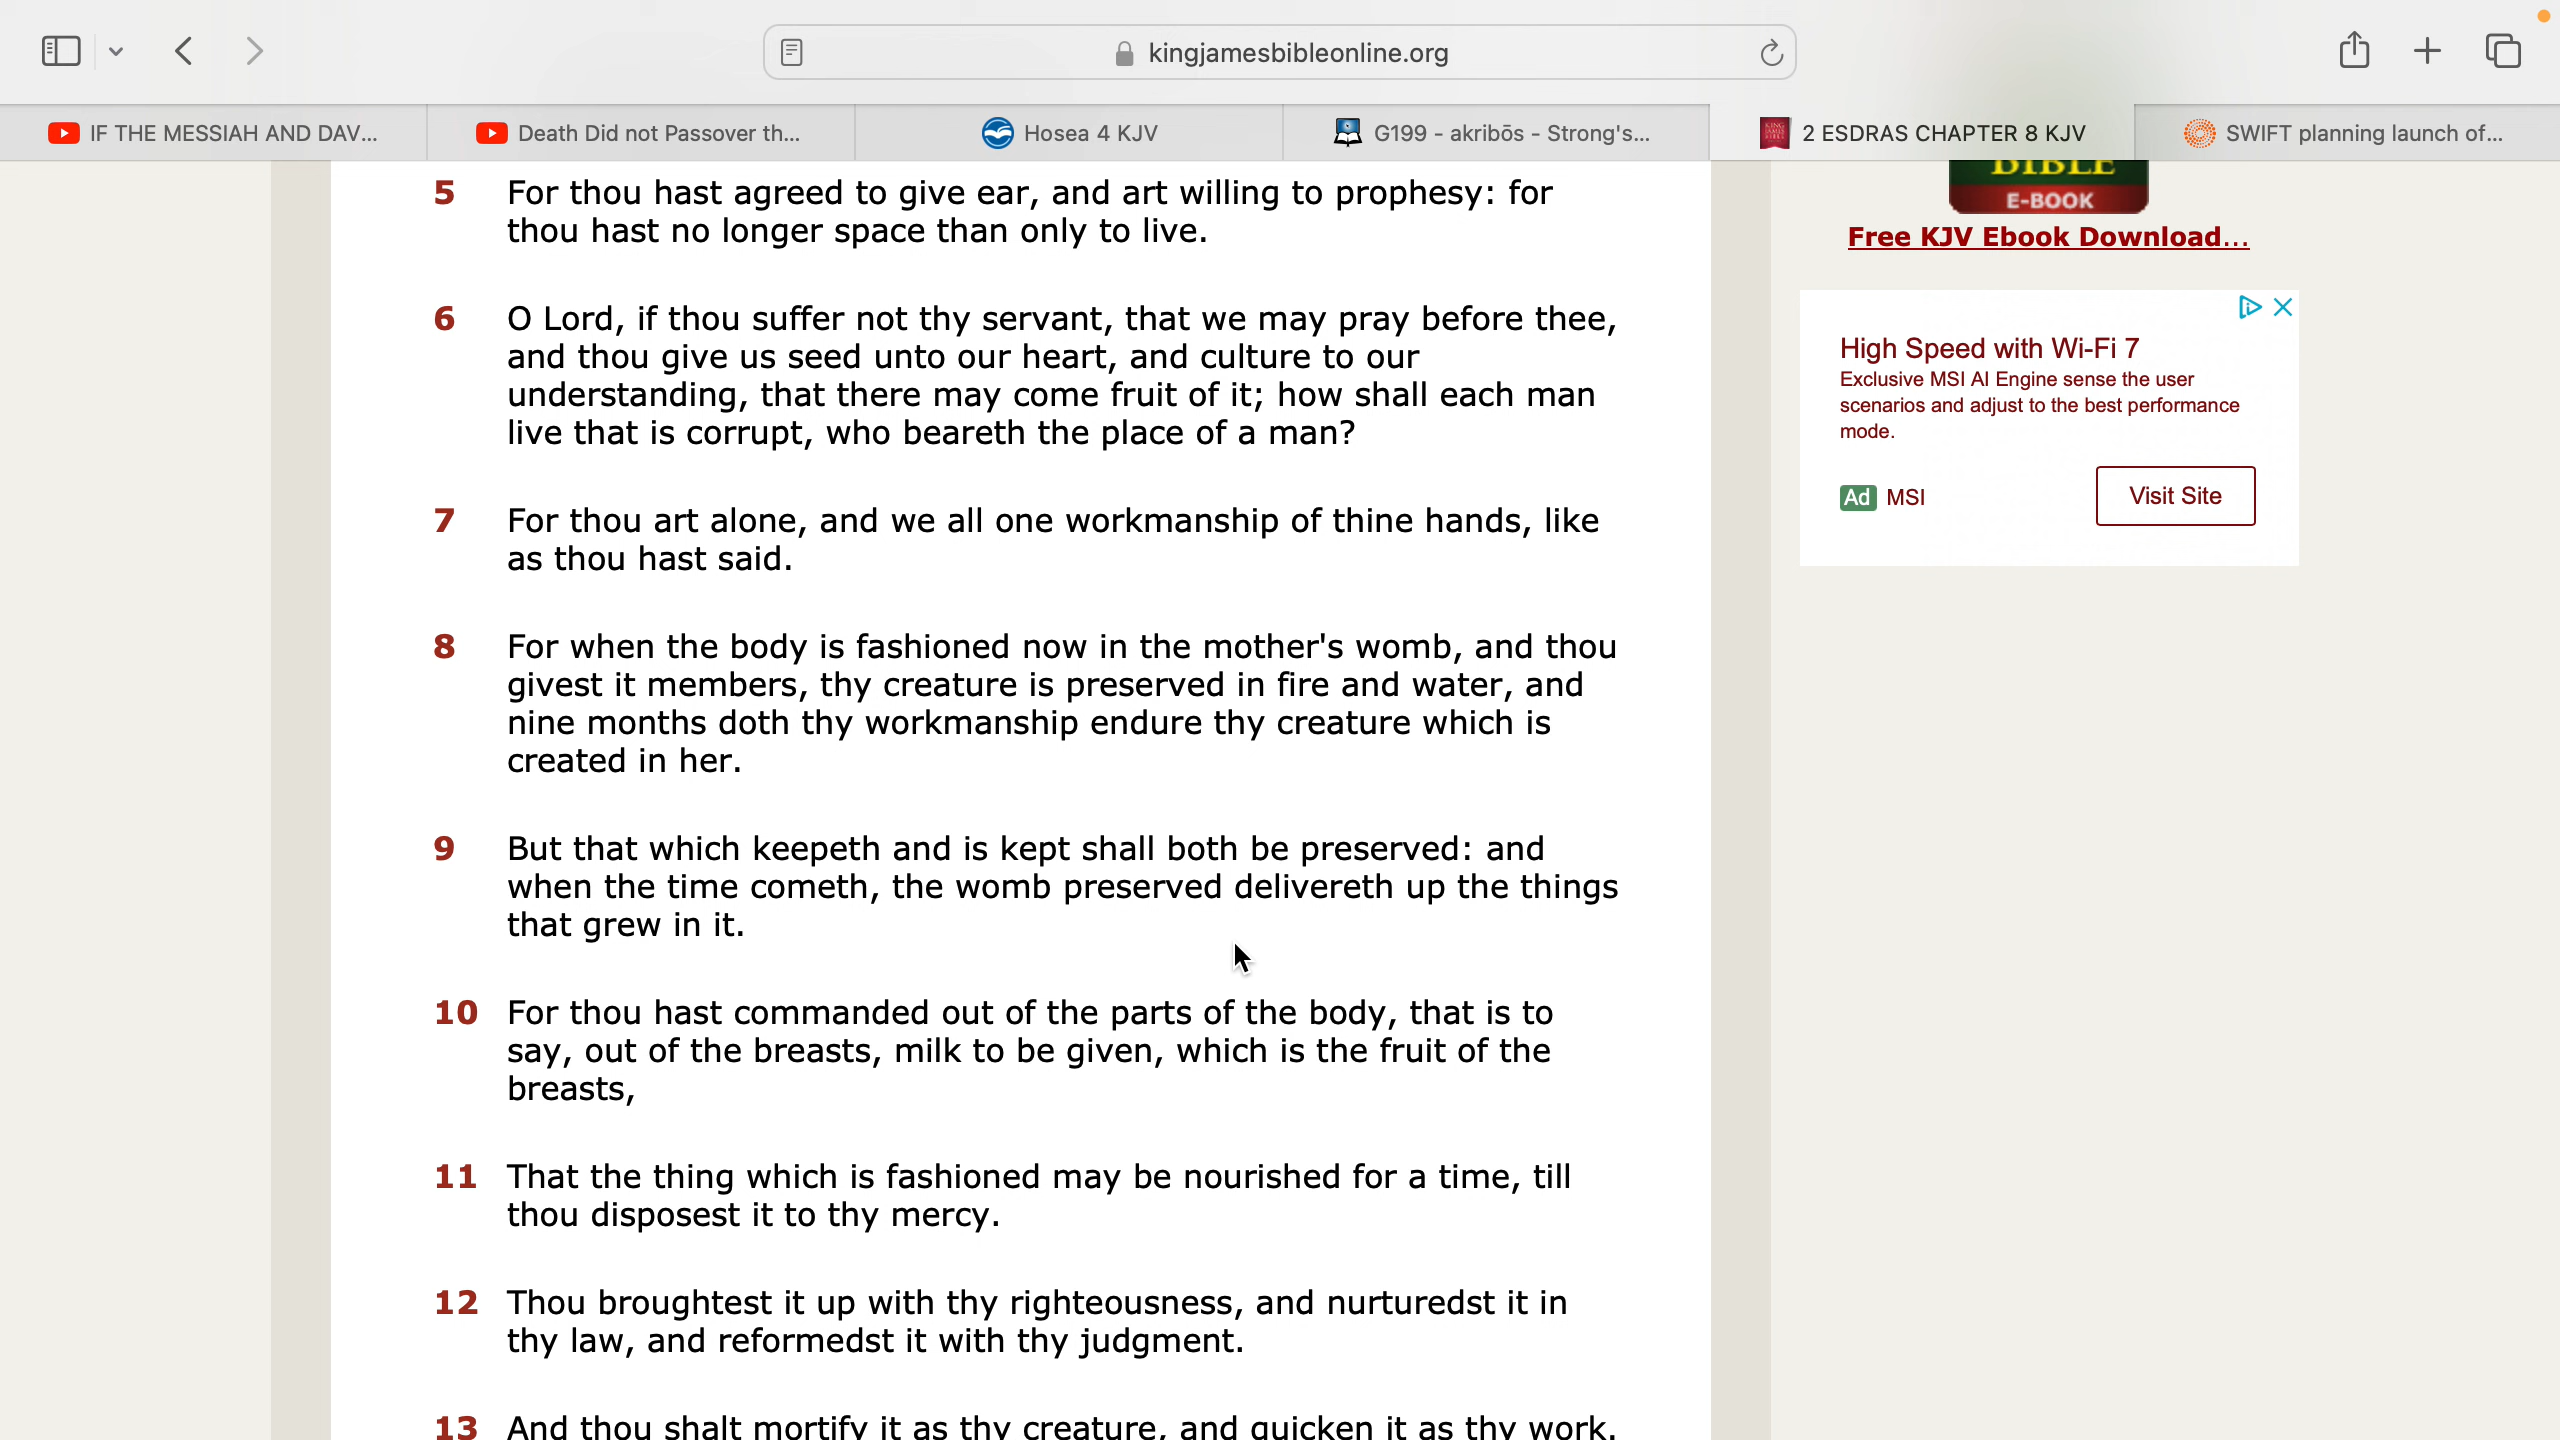 kingjamesbibleonline.org
IF THE MESSIAH AND DAV...
Death Did not Passover th...
Hosea 4 KJV
G199 - akribōs - Strong's...
2 ESDRAS CHAPTER 8 KJV
SWIFT planning launch of...
5 For thou hast agreed to give ear, and art willing to prophesy: for
thou hast no longer space than only to live.
6 O Lord, if thou suffer not thy servant, that we may pray before thee,
and thou give us seed unto our heart, and culture to our
understanding, that there may come fruit of it; how shall each man
live that is corrupt, who beareth the place of a man?
7 For thou art alone, and we all one workmanship of thine hands, like
as thou hast said.
8 For when the body is fashioned now in the mother's womb, and thou
givest it members, thy creature is preserved in fire and water, and
nine months doth thy workmanship endure thy creature which is
created in her.
9 But that which keepeth and is kept shall both be preserved: and
when the time cometh, the womb preserved delivereth up the things
that grew in it.
10 For thou hast commanded out of the parts of the body, that is to
say, out of the breasts, milk to be given, which is the fruit of the
breasts,
11 That the thing which is fashioned may be nourished for a time, till
thou disposest it to thy mercy.
12 Thou broughtest it up with thy righteousness, and nurturedst it in
thy law, and reformedst it with thy judgment.
13 And thou shalt mortify it as thy creature, and quicken it as thy work.
BIBLE
E-BOOK
Free KJV Ebook Download...
High Speed with Wi-Fi 7
Exclusive MSI AI Engine sense the user
scenarios and adjust to the best performance
mode.
Ad MSI
Visit Site